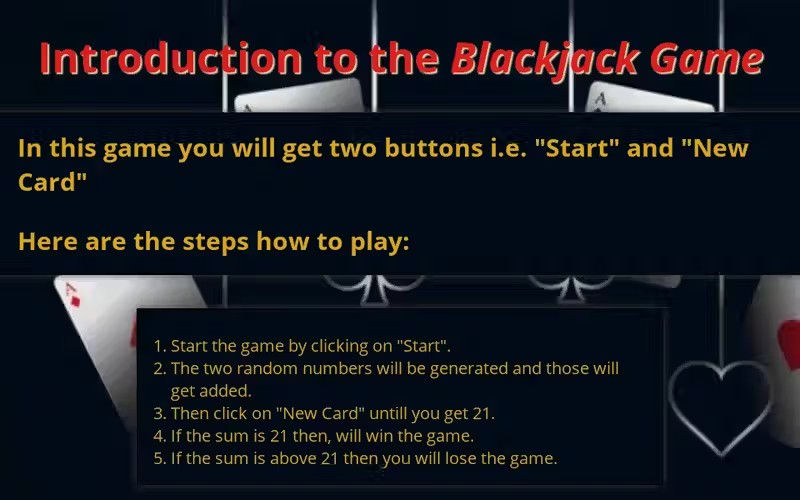 Introduction to the Blackjack Game
A
A
In this game you will get two buttons i.e. "Start" and "New
Card"
Here are the steps how to play:
1. Start the game by clicking on "Start".
2. The two random numbers will be generated and those will
get added.
3. Then click on "New Card" untill you get 21.
4. If the sum is 21 then, will win the game.
5. If the sum is above 21 then you will lose the game.